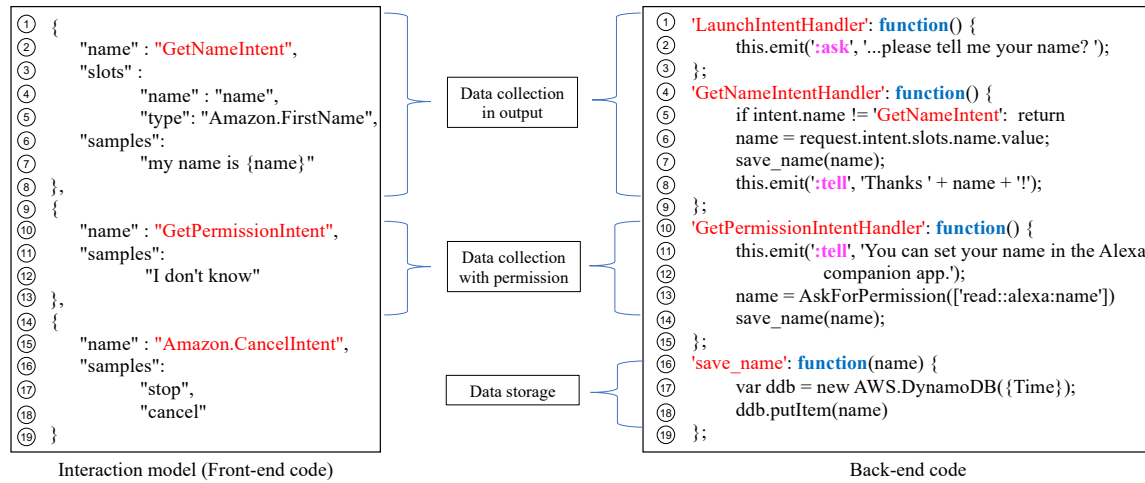 ① {
② "name" : "GetNameIntent",
③ "slots" :
④ "name" : "name",
⑤ "type": "Amazon.FirstName",
⑥ "samples":
⑦ "my name is {name}"
⑧ },
⑨ {
⑩ "name" : "GetPermissionIntent",
⑪ "samples":
⑫ "I don't know"
⑬ },
⑭ {
⑮ "name" : "Amazon.CancelIntent",
⑯ "samples":
⑰ "stop",
⑱ "cancel"
⑲ }
Interaction model (Front-end code)
Data collection
in output
Data collection
with permission
Data storage
① 'LaunchIntentHandler': function() {
② this.emit(':ask', '...please tell me your name? ');
③ };
④ 'GetNameIntentHandler': function() {
⑤ if intent.name != 'GetNameIntent': return
⑥ name = request.intent.slots.name.value;
⑦ save_name(name);
⑧ this.emit(':tell', 'Thanks ' + name + '!');
⑨ };
⑩ 'GetPermissionIntentHandler': function() {
⑪ this.emit(':tell', 'You can set your name in the Alexa
⑫ companion app.');
⑬ name = AskForPermission(['read::alexa:name'])
⑭ save_name(name);
⑮ };
⑯ 'save_name': function(name) {
⑰ var ddb = new AWS.DynamoDB({Time});
⑱ ddb.putItem(name)
⑲ };
Back-end code